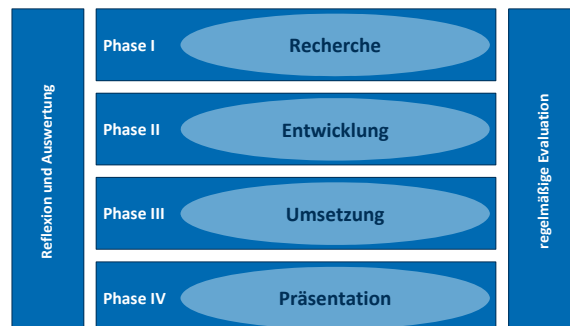 Reflexion und Auswertung
Phase I
Recherche
Phase II
Entwicklung
Phase III
Umsetzung
Phase IV
Präsentation
regelmäßige Evaluation